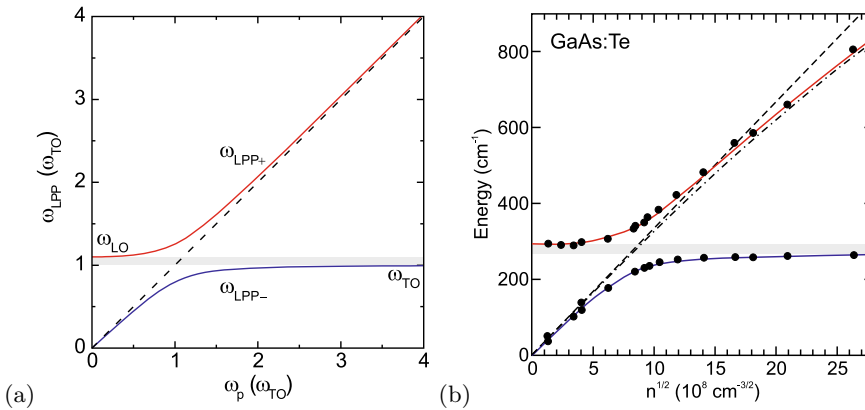 4
3
2
1
0
ω_LPP (ω_TO)
ω_LPP+
ω_LO
ω_TO
ω_LPP−
0 1 2 3 4
ω_p (ω_TO)
(a)
GaAs:Te
800
600
400
200
0
Energy (cm⁻¹)
0 5 10 15 20 25
n^1/2 (10⁸ cm^-3/2)
(b)